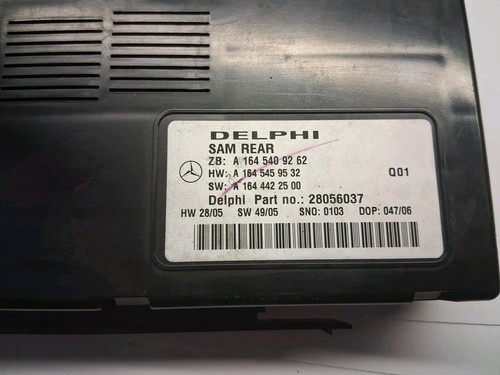 DELPHI
SAM REAR
ZB: A 164 540 92 62
HW: A 164 545 95 32 Q01
SW: A 164 442 25 00
Delphi Part no.: 28056037
HW 28/05 SW 49/05 SNO: 0103 DOP: 047/06